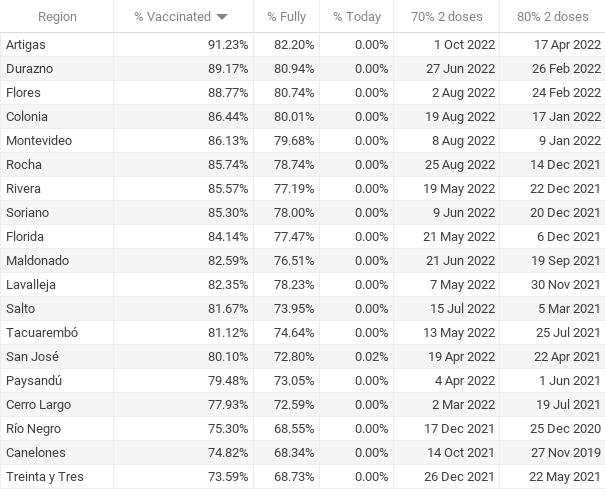 Region % Vaccinated % Fully % Today 70% 2 doses 80% 2 doses
Artigas 91.23% 82.20% 0.00% 1 Oct 2022 17 Apr 2022
Durazno 89.17% 80.94% 0.00% 27 Jun 2022 26 Feb 2022
Flores 88.77% 80.74% 0.00% 2 Aug 2022 24 Feb 2022
Colonia 86.44% 80.01% 0.00% 19 Aug 2022 17 Jan 2022
Montevideo 86.13% 79.68% 0.00% 8 Aug 2022 9 Jan 2022
Rocha 85.74% 78.74% 0.00% 25 Aug 2022 14 Dec 2021
Rivera 85.57% 77.19% 0.00% 19 May 2022 22 Dec 2021
Soriano 85.30% 78.00% 0.00% 9 Jun 2022 20 Dec 2021
Florida 84.14% 77.47% 0.00% 21 May 2022 6 Dec 2021
Maldonado 82.59% 76.51% 0.00% 21 Jun 2022 19 Sep 2021
Lavalleja 82.35% 78.23% 0.00% 7 May 2022 30 Nov 2021
Salto 81.67% 73.95% 0.00% 15 Jul 2022 5 Mar 2021
Tacuarembó 81.12% 74.64% 0.00% 13 May 2022 25 Jul 2021
San José 80.10% 72.80% 0.02% 19 Apr 2022 22 Apr 2021
Paysandú 79.48% 73.05% 0.00% 4 Apr 2022 1 Jun 2021
Cerro Largo 77.93% 72.59% 0.00% 2 Mar 2022 19 Jul 2021
Río Negro 75.30% 68.55% 0.00% 17 Dec 2021 25 Dec 2020
Canelones 74.82% 68.34% 0.00% 14 Oct 2021 27 Nov 2019
Treinta y Tres 73.59% 68.73% 0.00% 26 Dec 2021 22 May 2021